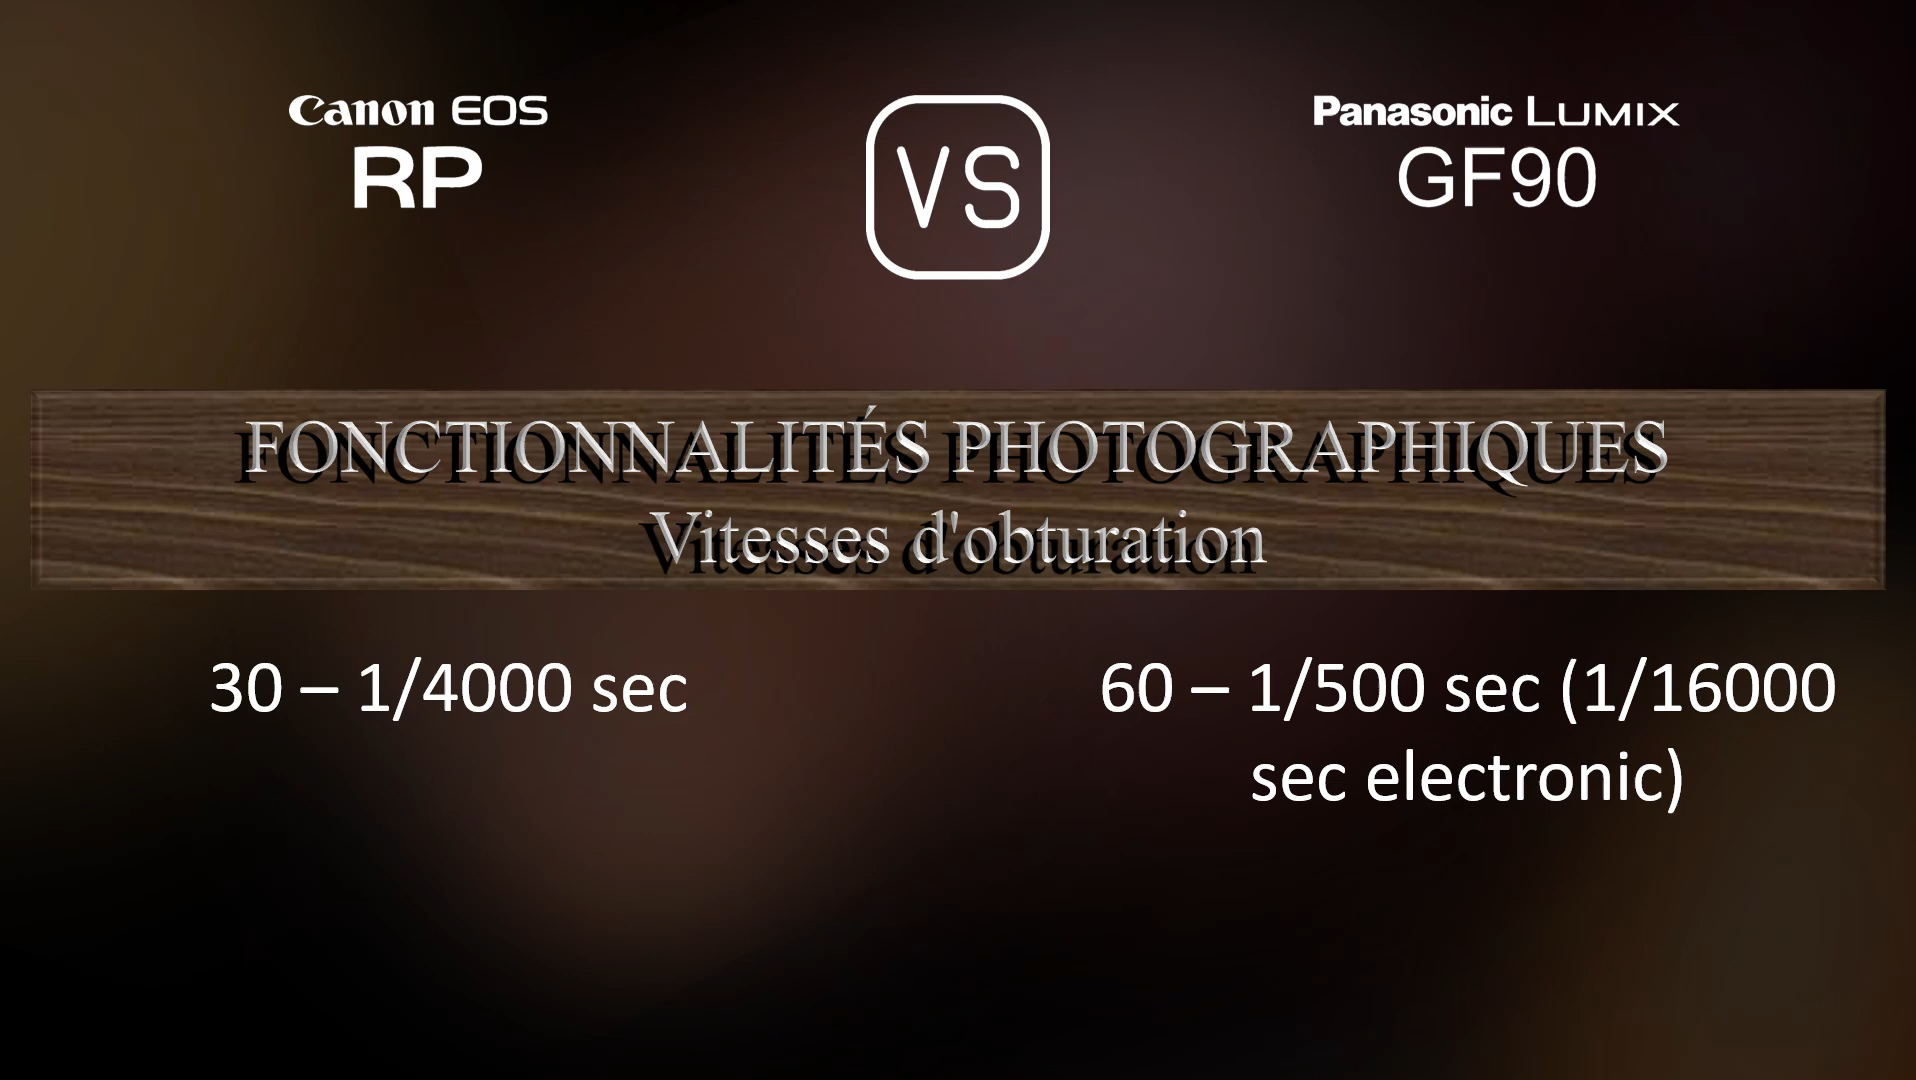 Canon EOS
RP
VS
Panasonic LUMIX
GF90
FONCTIONNALITÉS PHOTOGRAPHIQUES
Vitesses d'obturation
30 – 1/4000 sec
60 – 1/500 sec (1/16000
sec electronic)